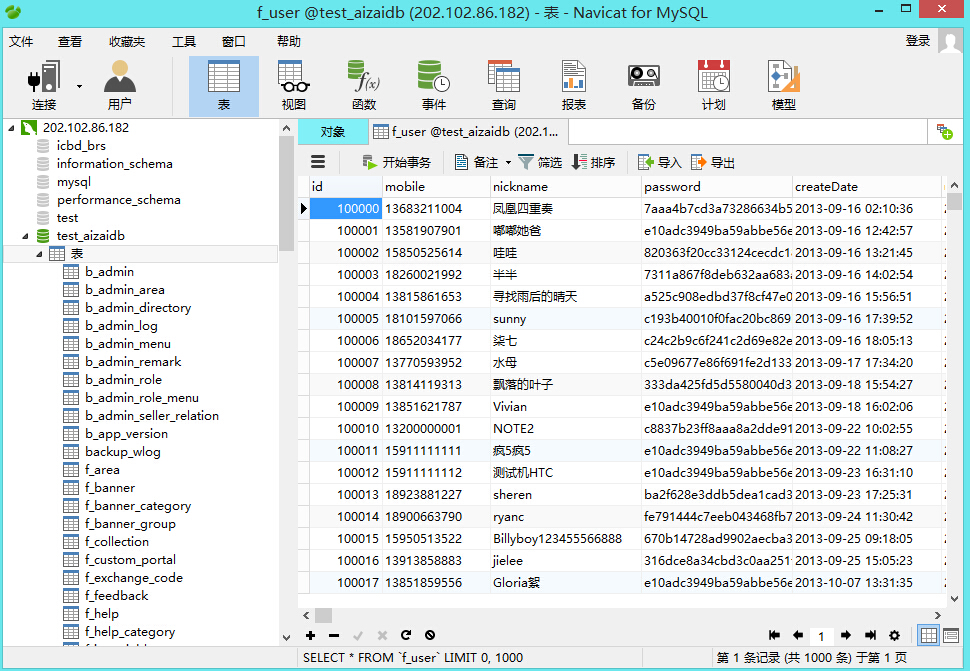 f_user @test_aizaidb (202.102.86.182) - 表 - Navicat for MySQL
文件 查看 收藏夹 工具 窗口 帮助 登录
连接 用户 表 视图 函数 事件 查询 报表 备份 计划 模型
202.102.86.182
icbd_brs
information_schema
mysql
performance_schema
test
test_aizaidb
表
b_admin
b_admin_area
b_admin_directory
b_admin_log
b_admin_menu
b_admin_remark
b_admin_role
b_admin_role_menu
b_admin_seller_relation
b_app_version
backup_wlog
f_area
f_banner
f_banner_category
f_banner_group
f_collection
f_custom_portal
f_exchange_code
f_feedback
f_help
f_help_category
对象 f_user @test_aizaidb (202.1...
开始事务 备注 筛选 排序 导入 导出
id mobile nickname password createDate
100000 13683211004 凤凰四重奏 7aaa4b7cd3a73286634b5 2013-09-16 02:10:36
100001 13581907901 嘟嘟她爸 e10adc3949ba59abbe56e 2013-09-16 12:42:57
100002 15850525614 哇哇 820363f20cc33124cecdc1 2013-09-16 13:21:45
100003 18260021992 半半 7311a867f8deb632aa683 2013-09-16 14:02:54
100004 13815861653 寻找雨后的晴天 a525c908edbd37f8cf47e0 2013-09-16 15:56:51
100005 18101597066 sunny c193b40010f0fac20bc869 2013-09-16 17:39:52
100006 18652034177 柒七 c24c2b9c6f241c2d69e82e 2013-09-16 18:05:13
100007 13770593952 水母 c5e09677e86f691fe2d133 2013-09-17 17:34:20
100008 13814119313 飘落的叶子 333da425fd5d5580040d3 2013-09-18 15:54:27
100009 13851621787 Vivian e10adc3949ba59abbe56e 2013-09-18 16:02:06
100010 13200000001 NOTE2 c8837b23ff8aaa8a2dde91 2013-09-22 10:02:55
100011 15911111111 疯5疯5 e10adc3949ba59abbe56e 2013-09-22 11:08:27
100012 15911111112 测试机HTC e10adc3949ba59abbe56e 2013-09-23 16:31:10
100013 18923881227 sheren ba2f628e3ddb5dea1cad3 2013-09-23 17:25:31
100014 18900663790 ryanc fe791444c7eeb043468fb7 2013-09-24 11:30:42
100015 15950513522 Billyboy123455566888 670b14728ad9902aecba3 2013-09-25 09:18:05
100016 13913858883 jielee 316dce8a34cbd3c0aa251 2013-09-25 15:05:23
100017 13851859556 Gloria絮 e10adc3949ba59abbe56e 2013-10-07 13:31:35
1
SELECT * FROM `f_user` LIMIT 0, 1000 第 1 条记录 (共 1000 条) 于第 1 页